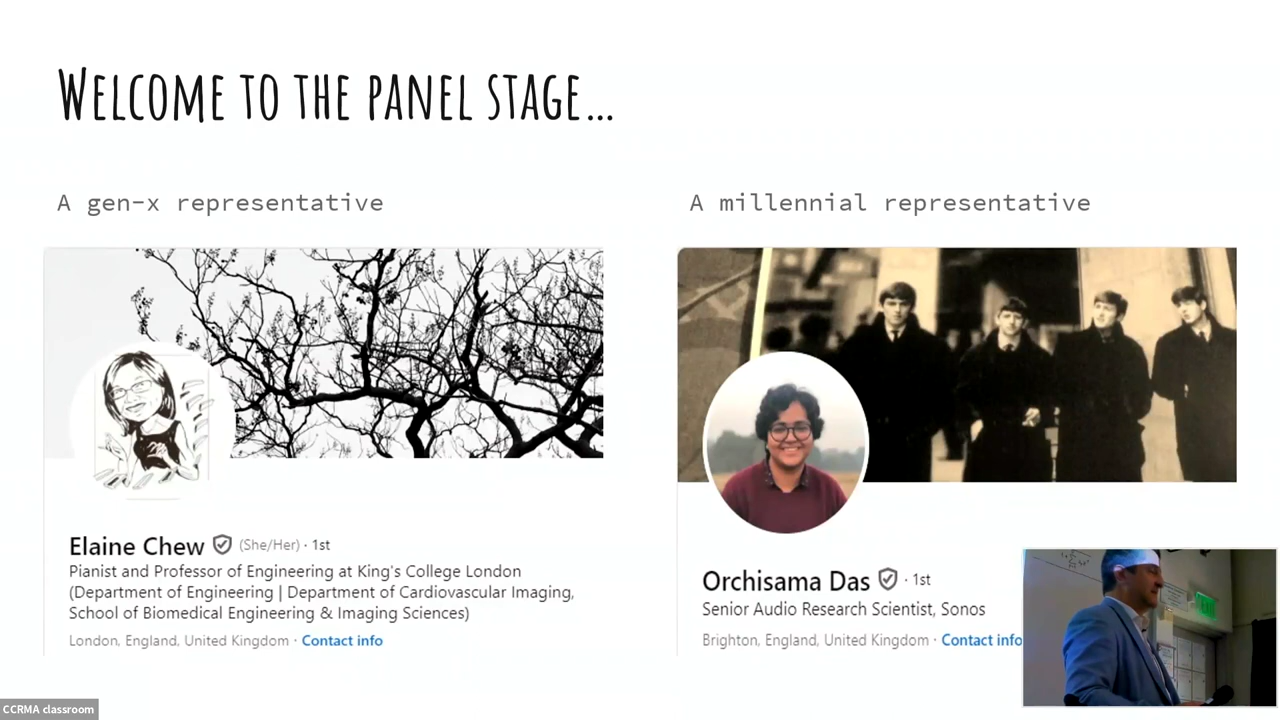 Welcome to the panel stage…
A gen-x representative
A millennial representative
Elaine Chew (She/Her) · 1st
Pianist and Professor of Engineering at King's College London
(Department of Engineering | Department of Cardiovascular Imaging,
School of Biomedical Engineering & Imaging Sciences)
London, England, United Kingdom · Contact info
Orchisama Das · 1st
Senior Audio Research Scientist, Sonos
Brighton, England, United Kingdom · Contact info
EXIT
CCRMA classroom